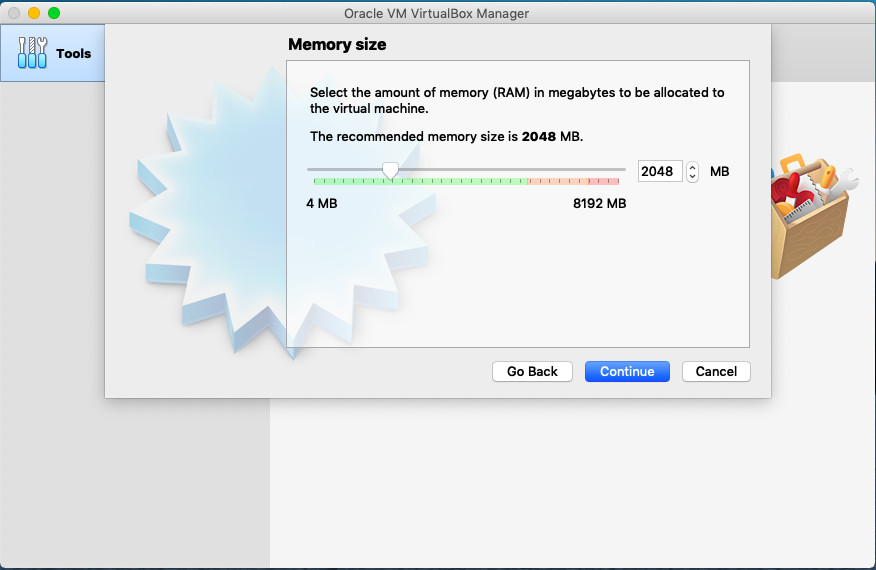 Oracle VM VirtualBox Manager
Tools
Memory size
Select the amount of memory (RAM) in megabytes to be allocated to
the virtual machine.
The recommended memory size is 2048 MB.
2048 MB
4 MB 8192 MB
Go Back Continue Cancel